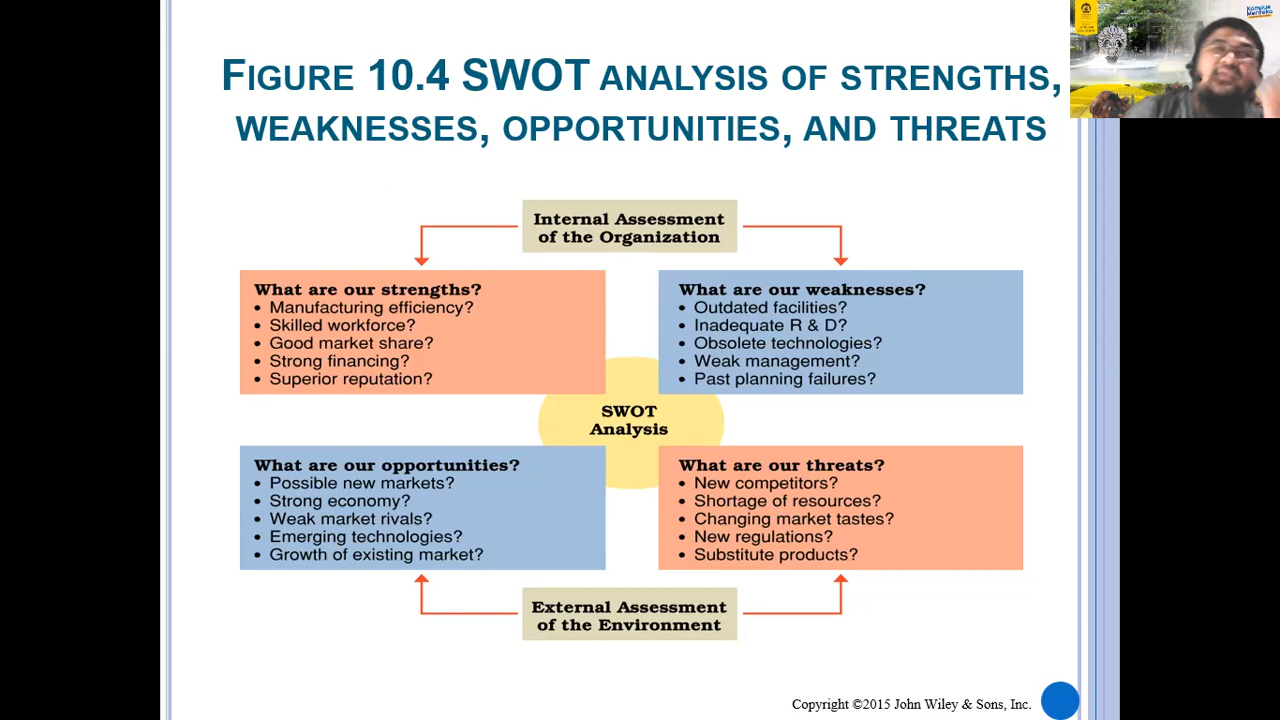 FIGURE 10.4 SWOT ANALYSIS OF STRENGTHS,
WEAKNESSES, OPPORTUNITIES, AND THREATS
Internal Assessment
of the Organization
What are our strengths?
• Manufacturing efficiency?
• Skilled workforce?
• Good market share?
• Strong financing?
• Superior reputation?
What are our weaknesses?
• Outdated facilities?
• Inadequate R & D?
• Obsolete technologies?
• Weak management?
• Past planning failures?
SWOT
Analysis
What are our opportunities?
• Possible new markets?
• Strong economy?
• Weak market rivals?
• Emerging technologies?
• Growth of existing market?
What are our threats?
• New competitors?
• Shortage of resources?
• Changing market tastes?
• New regulations?
• Substitute products?
External Assessment
of the Environment
Copyright ©2015 John Wiley & Sons, Inc.
Kampus
Merdeka